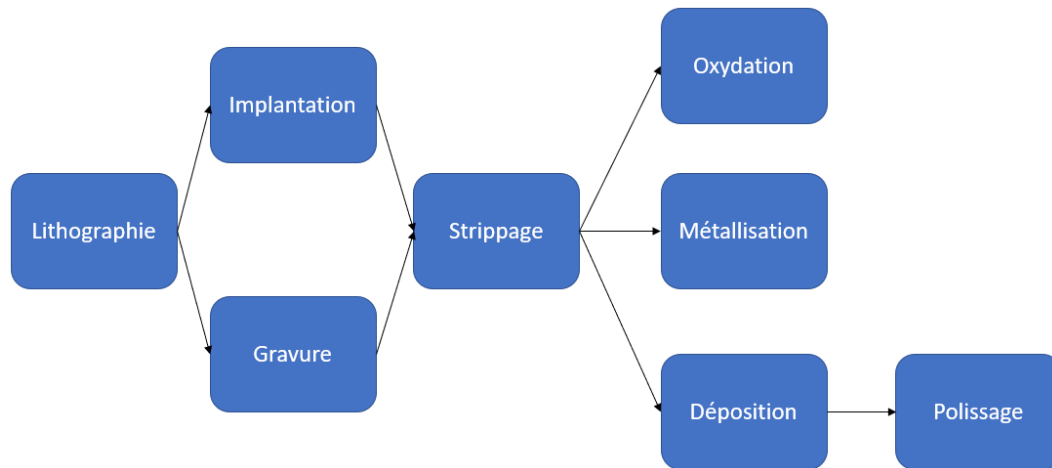 Lithographie
Implantation
Gravure
Strippage
Oxydation
Métallisation
Déposition
Polissage